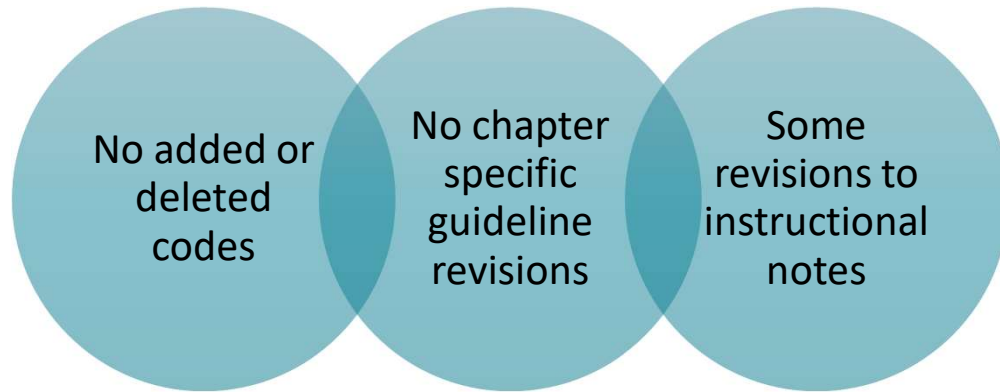 No added or
deleted
codes
No chapter
specific
guideline
revisions
Some
revisions to
instructional
notes